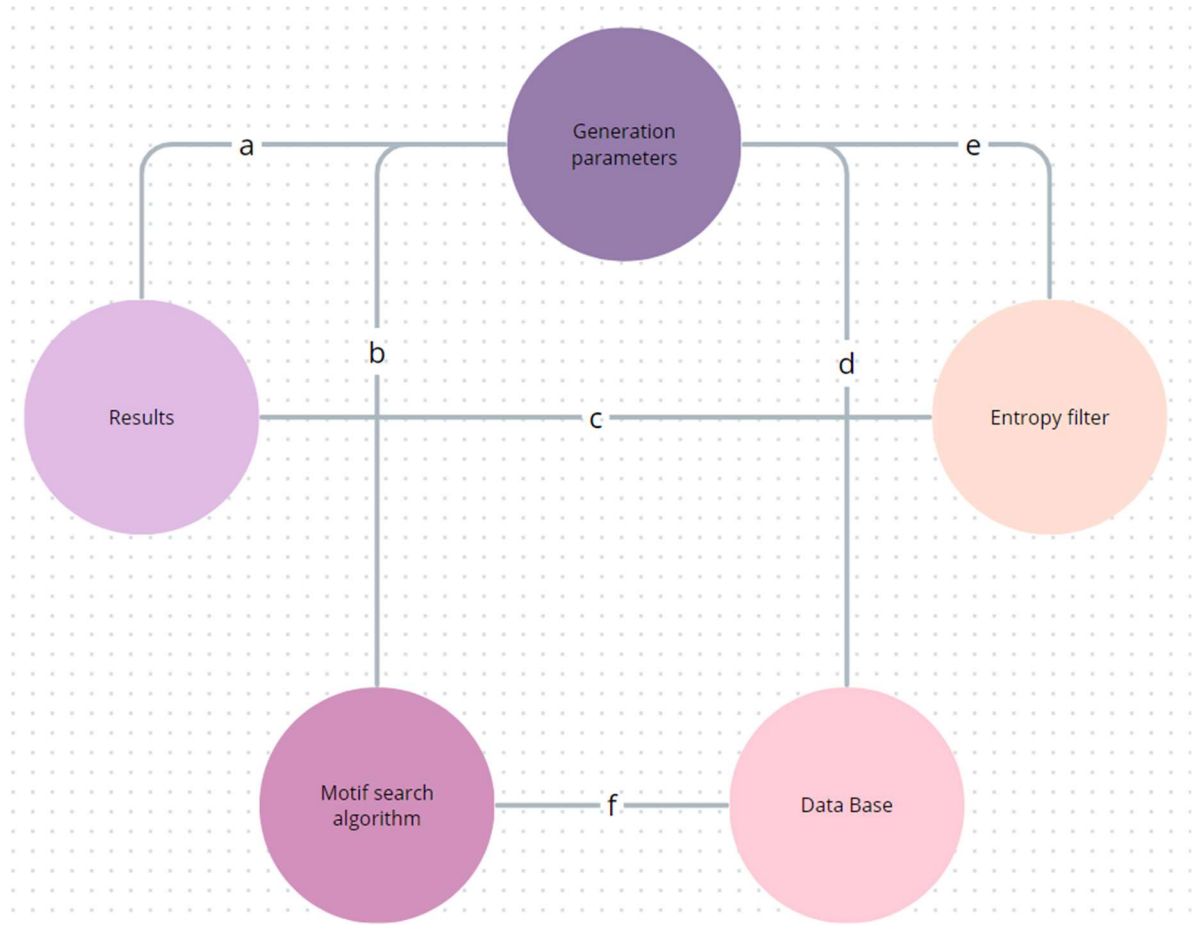 Generation
parameters
a
e
b
d
Results
c
Entropy filter
Motif search
algorithm
f
Data Base